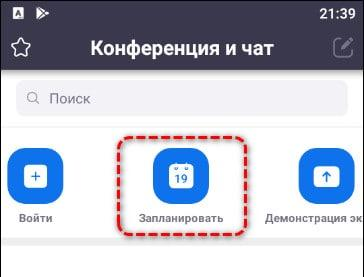 A 21:39
Конференция и чат
Поиск
19
Войти Запланировать Демонстрация эк